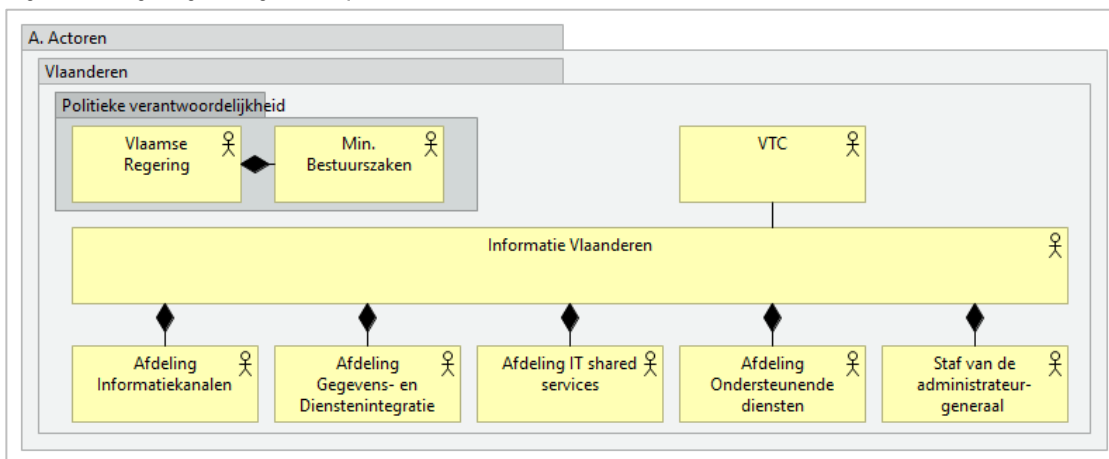 A. Actoren
Vlaanderen
Politieke verantwoordelijkheid
Vlaamse
Regering
Min.
Bestuurszaken
VTC
Informatie Vlaanderen
Afdeling
Informatiekanalen
Afdeling
Gegevens- en
Dienstenintegratie
Afdeling IT shared
services
Afdeling
Ondersteunende
diensten
Staf van de
administrateur-
generaal